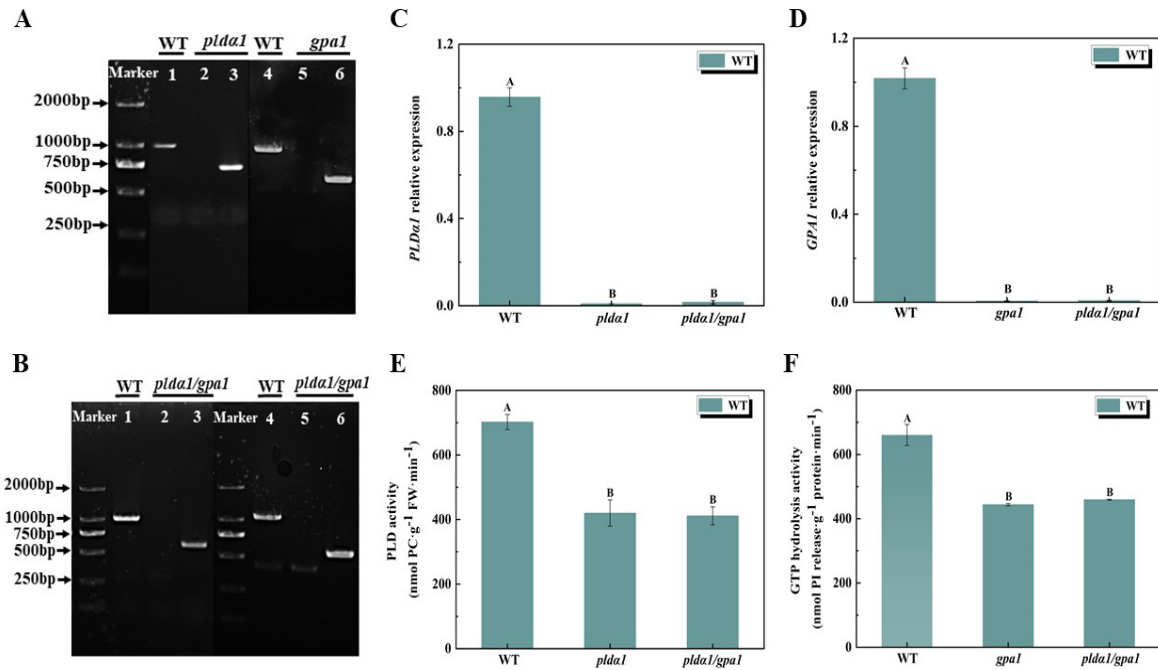 A
WT pldα1 WT gpa1
Marker 1 2 3 4 5 6
2000bp
1000bp
750bp
500bp
250bp
B
WT pldα1/gpa1 WT pldα1/gpa1
Marker 1 2 3 Marker 4 5 6
2000bp
1000bp
750bp
500bp
250bp
C
PLDα1 relative expression
1.2
0.9
0.6
0.3
0.0
WT
A
B
B
WT pldα1 pldα1/gpa1
D
GPA1 relative expression
1.2
0.8
0.4
0.0
WT
A
B
B
WT gpa1 pldα1/gpa1
E
PLD activity
(nmol PC·g⁻¹ FW·min⁻¹)
800
600
400
200
0
WT
A
B
B
WT pldα1 pldα1/gpa1
F
GTP hydrolysis activity
(nmol PI release·g⁻¹ protein·min⁻¹)
800
600
400
200
0
WT
A
B
B
WT gpa1 pldα1/gpa1